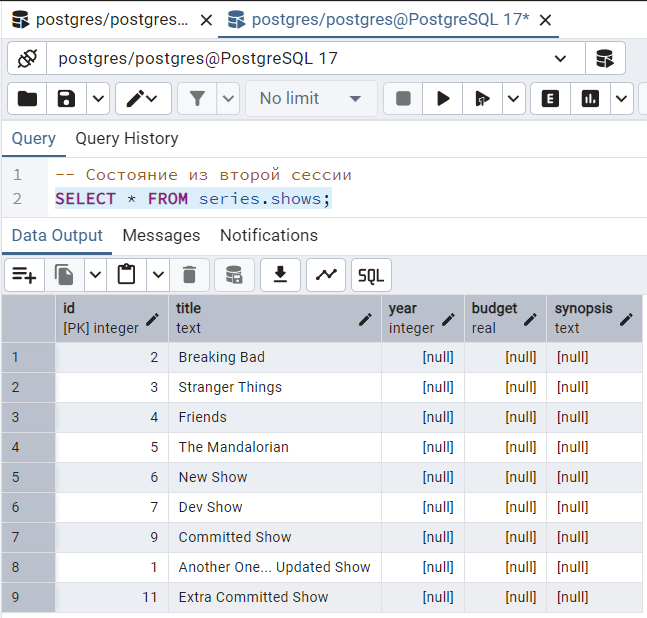 postgres/postgres... postgres/postgres@PostgreSQL 17*
postgres/postgres@PostgreSQL 17
No limit
E
Query Query History
1 -- Состояние из второй сессии
2 SELECT * FROM series.shows;
Data Output Messages Notifications
SQL
id title year budget synopsis
[PK] integer text integer real text
1 2 Breaking Bad [null] [null] [null]
2 3 Stranger Things [null] [null] [null]
3 4 Friends [null] [null] [null]
4 5 The Mandalorian [null] [null] [null]
5 6 New Show [null] [null] [null]
6 7 Dev Show [null] [null] [null]
7 9 Committed Show [null] [null] [null]
8 1 Another One... Updated Show [null] [null] [null]
9 11 Extra Committed Show [null] [null] [null]